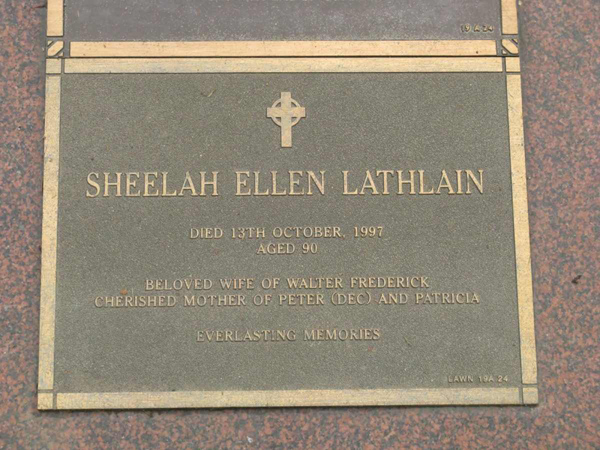 SHEELAH ELLEN LATHLAIN
DIED 13TH OCTOBER, 1997
AGED 90
BELOVED WIFE OF WALTER FREDERICK
CHERISHED MOTHER OF PETER (DEC) AND PATRICIA
EVERLASTING MEMORIES
LAWN 19A 24